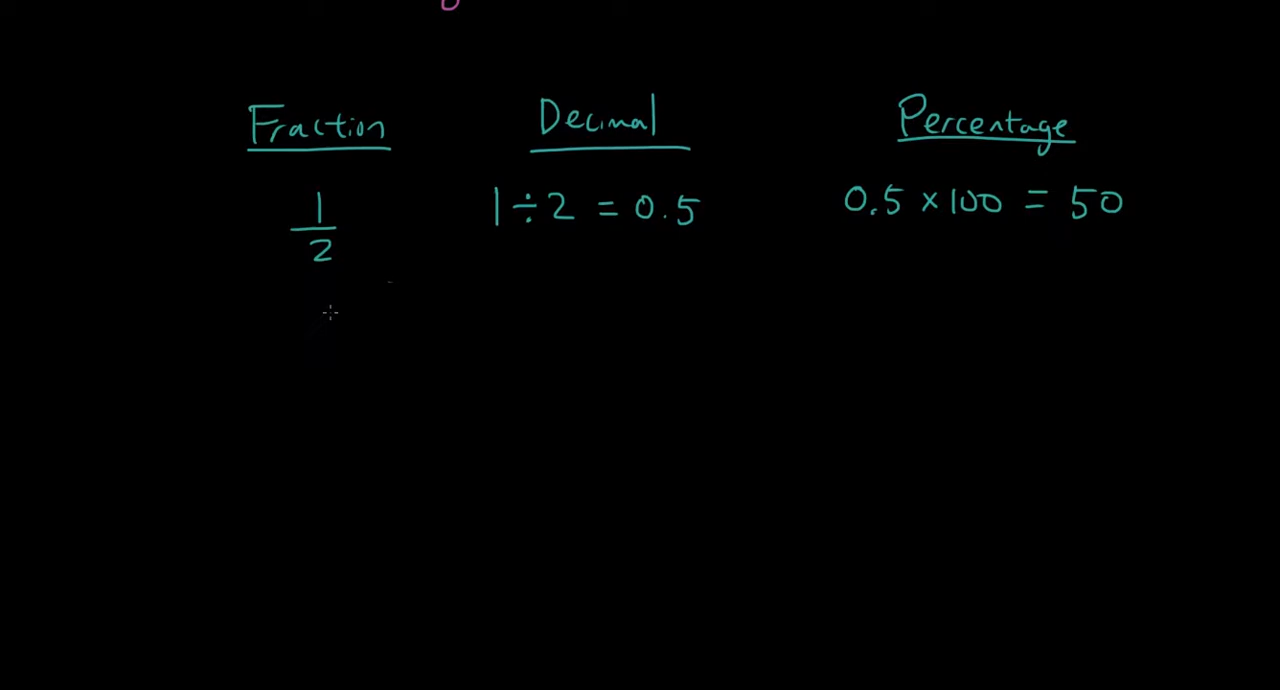 Fraction Decimal Percentage
1/2 1 ÷ 2 = 0.5 0.5 × 100 = 50